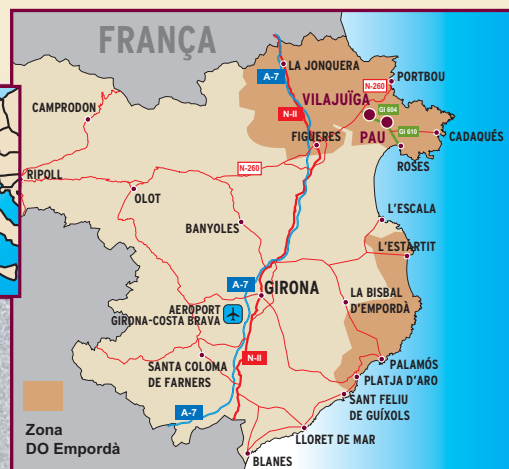 FRANÇA
LA JONQUERA
A-7
PORTBOU
N-260
VILAJUÏGA
CAMPRODON
N-II
GI 604
GI 610
FIGUERES
PAU
CADAQUÉS
N-260
ROSES
RIPOLL
OLOT
L'ESCALA
BANYOLES
L'ESTARTIT
A-7
GIRONA
LA BISBAL
D'EMPORDÀ
AEROPORT
GIRONA-COSTA BRAVA
N-II
SANTA COLOMA
DE FARNERS
PALAMÓS
PLATJA D'ARO
A-7
SANT FELIU
DE GUÍXOLS
Zona
DO Empordà
LLORET DE MAR
BLANES